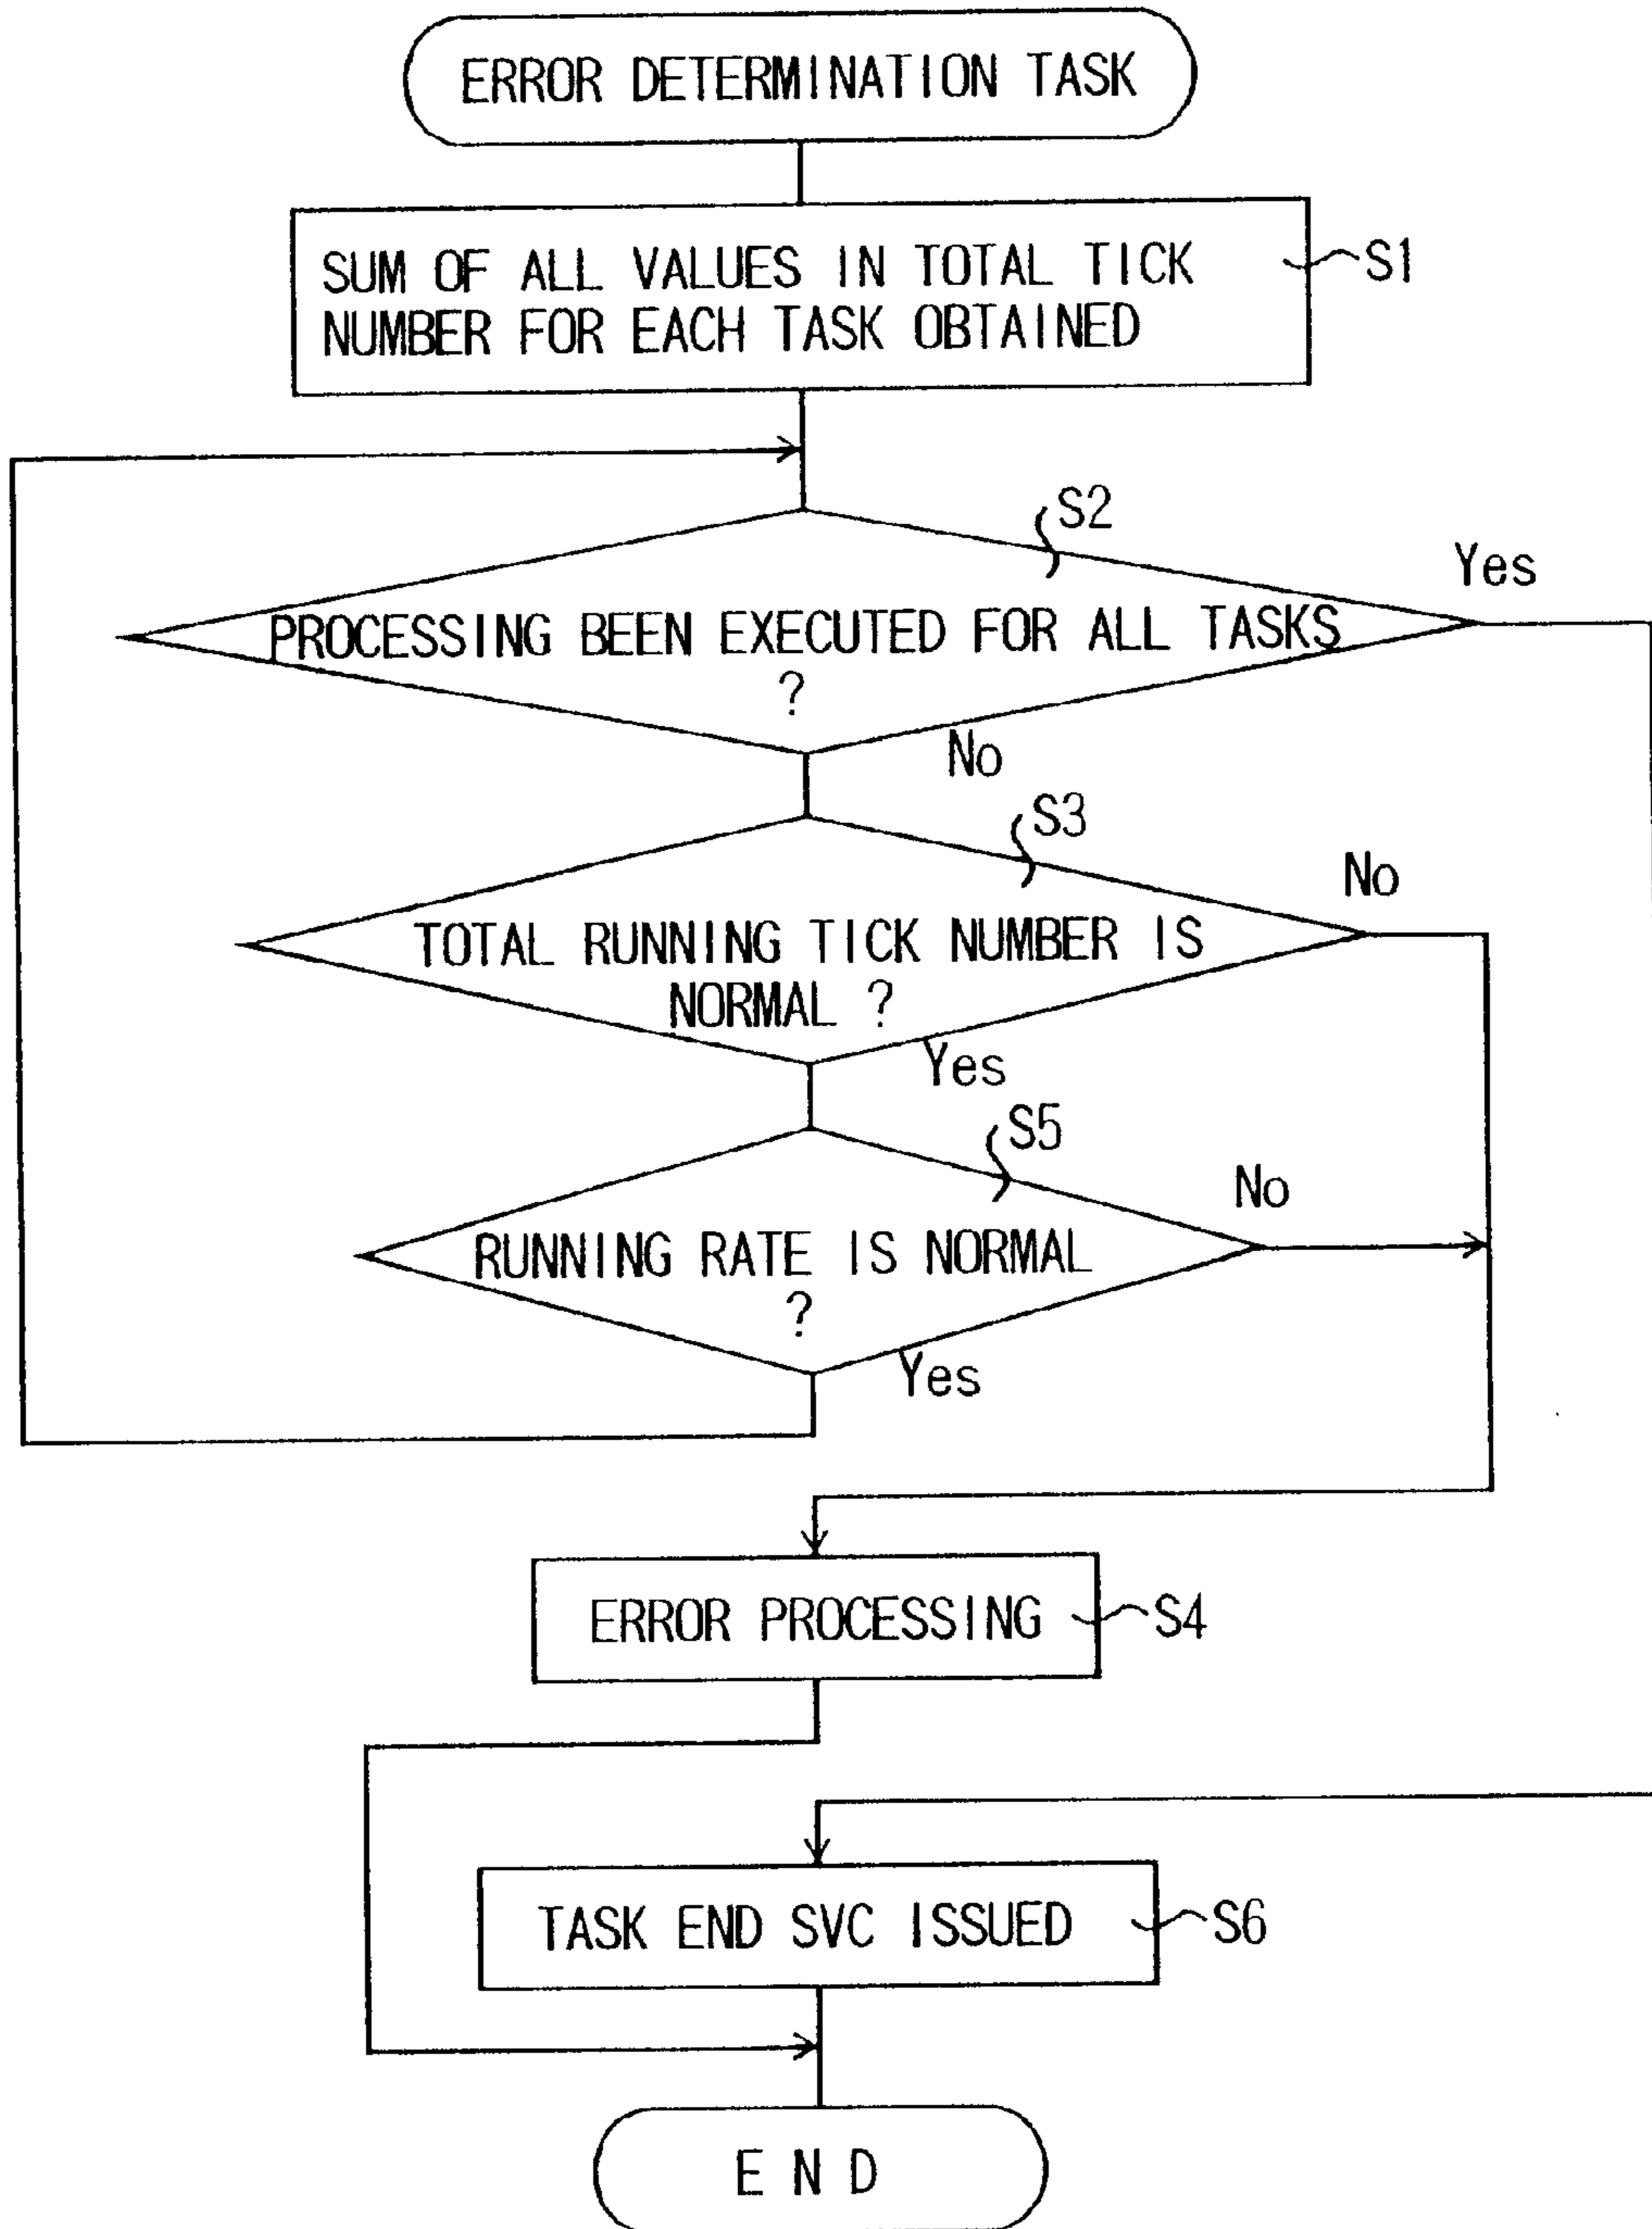 ERROR DETERMINATION TASK
SUM OF ALL VALUES IN TOTAL TICK
NUMBER FOR EACH TASK OBTAINED
S1
S2
Yes
PROCESSING BEEN EXECUTED FOR ALL TASKS
?
No
S3
No
TOTAL RUNNING TICK NUMBER IS
NORMAL ?
Yes
S5
No
RUNNING RATE IS NORMAL
?
Yes
ERROR PROCESSING
S4
TASK END SVC ISSUED
S6
END